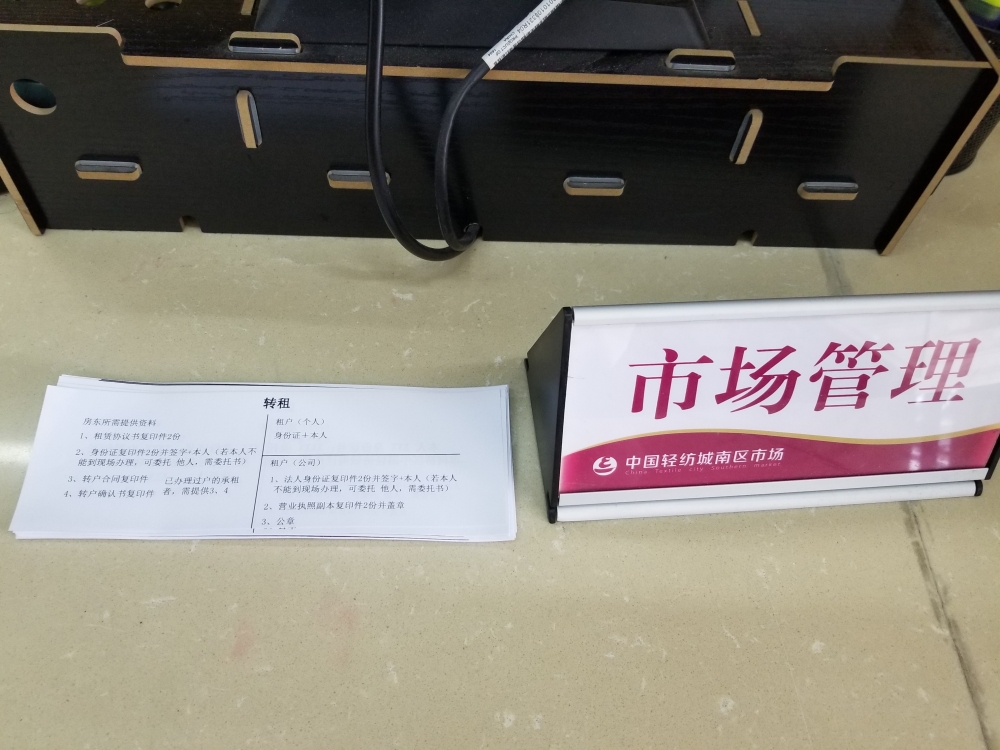 转租
房东所需提供资料
1、租赁协议书复印件2份
2、身份证复印件2份并签字+本人（若本人不
能到现场办理，可委托 他人，需委托书）
3、转户合同复印件 已办理过户的承租
4、转户确认书复印件 者，需提供3、4
租户（个人）
身份证＋本人
租户（公司）
1、法人身份证复印件2份并签字+本人（若本人
不能到现场办理，可委托 他人，需委托书）
2、营业执照副本复印件2份并盖章
3、公章
市场管理
中国轻纺城南区市场
China Textile City Southern market